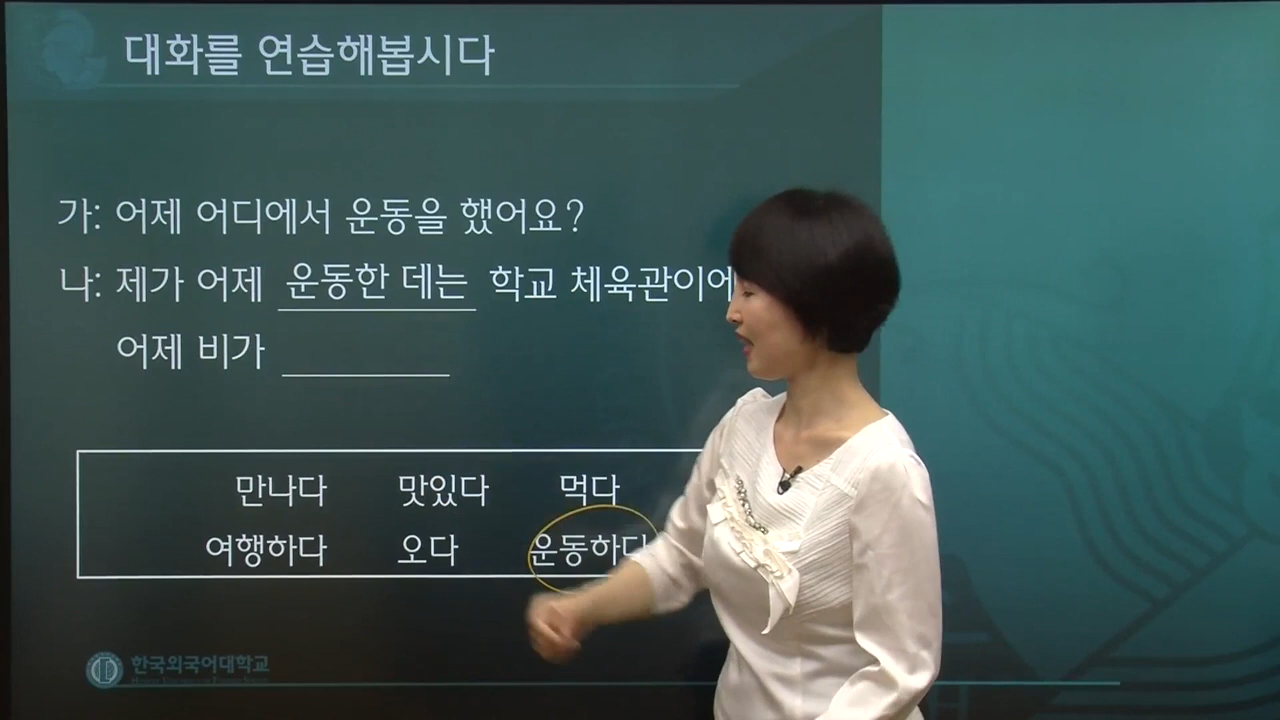 대화를 연습해봅시다
가: 어제 어디에서 운동을 했어요?
나: 제가 어제 운동한 데는 학교 체육관이에
어제 비가
만나다 맛있다 먹다
여행하다 오다 운동하다
한국외국어대학교